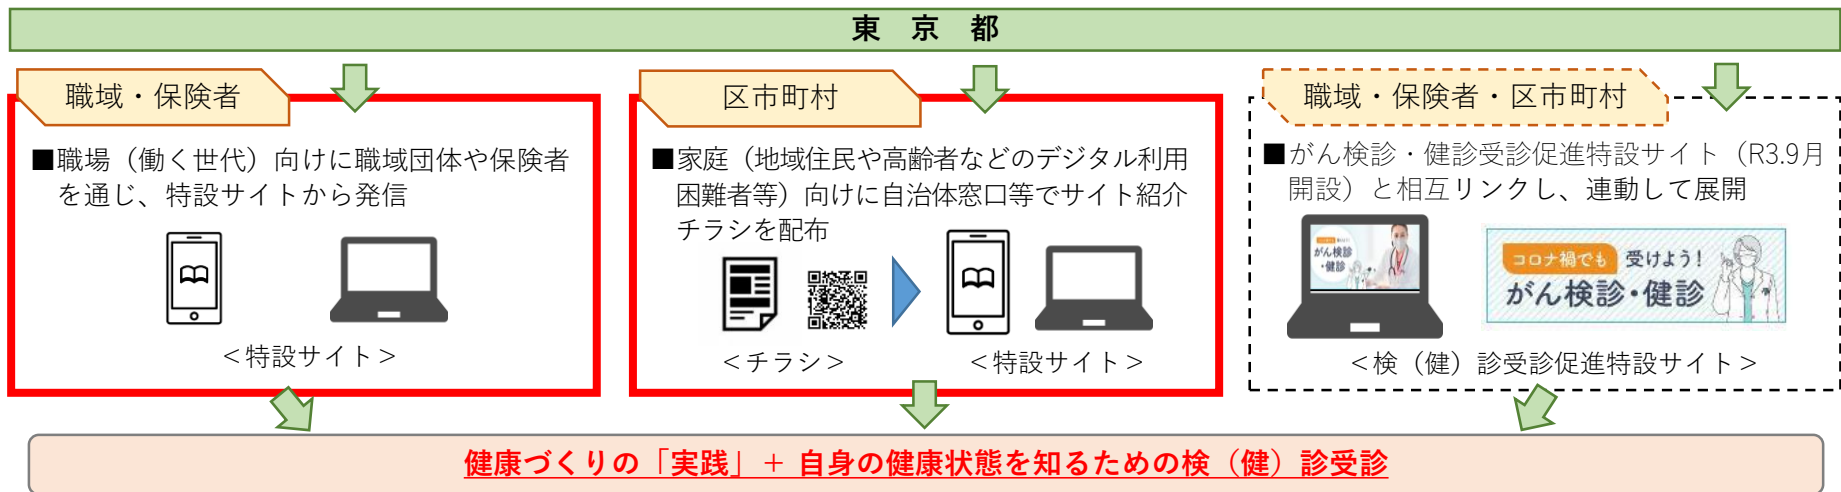 東 京 都
職域・保険者
■職場（働く世代）向けに職域団体や保険者
を通じ、特設サイトから発信
＜特設サイト＞
区市町村
■家庭（地域住民や高齢者などのデジタル利用
困難者等）向けに自治体窓口等でサイト紹介
チラシを配布
＜チラシ＞
＜特設サイト＞
職域・保険者・区市町村
■がん検診・健診受診促進特設サイト（R3.9月
開設）と相互リンクし、連動して展開
がん検診
・健診
コロナ禍でも 受けよう！
がん検診・健診
＜検（健）診受診促進特設サイト＞
健康づくりの「実践」＋ 自身の健康状態を知るための検（健）診受診